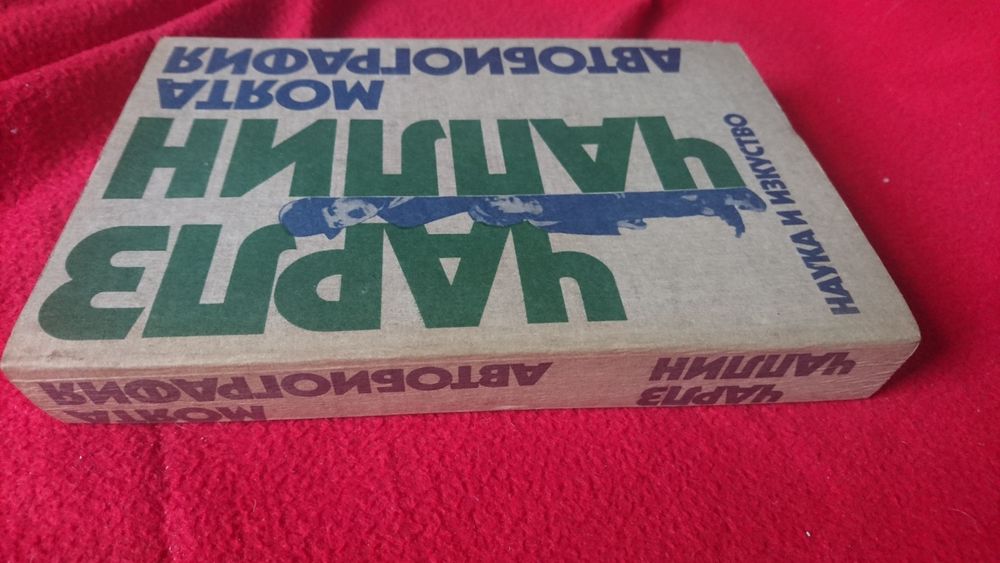 ЧАРЛЗ
ЧАПЛИН
МОЯТА
АВТОБИОГРАФИЯ
НАУКА И ИЗКУСТВО
ЧАРЛЗ
ЧАПЛИН
МОЯТА
АВТОБИОГРАФИЯ